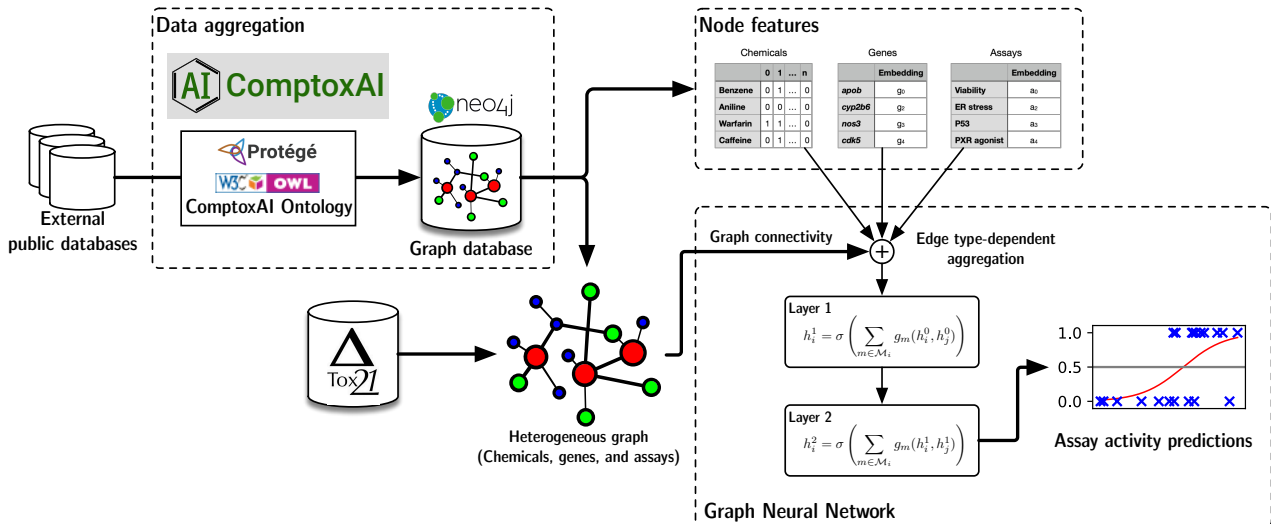 Data aggregation
AI ComptoxAI
neo4j
Protégé
W3C OWL
ComptoxAI Ontology
External
public databases
Graph database
Node features
Chemicals
0 1 ... n
Benzene 0 1 ... 0
Aniline 0 0 ... 0
Warfarin 1 1 ... 0
Caffeine 0 1 ... 0
Genes
Embedding
apob g₀
cyp2b6 g₂
nos3 g₃
cdk5 g₄
Assays
Embedding
Viability a₀
ER stress a₂
P53 a₃
PXR agonist a₄
Graph connectivity
+
Edge type-dependent
aggregation
Tox21
Heterogeneous graph
(Chemicals, genes, and assays)
Layer 1
h_i^1 = σ( ∑_{m∈M_i} g_m(h_i^0, h_j^0) )
Layer 2
h_i^2 = σ( ∑_{m∈M_i} g_m(h_i^1, h_j^1) )
1.0
0.5
0.0
Assay activity predictions
Graph Neural Network